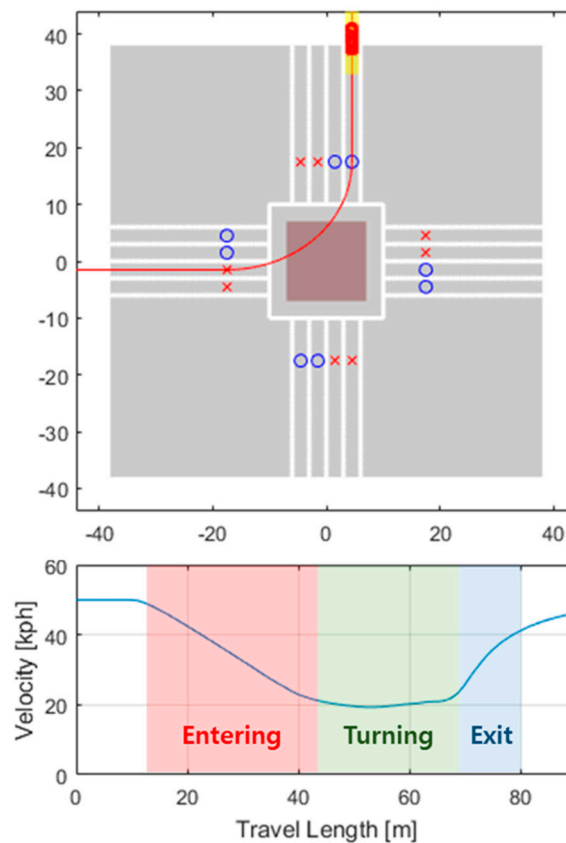 40
30
20
10
0
-10
-20
-30
-40
-40 -20 0 20 40
Velocity [kph]
60
40
20
0
Entering Turning Exit
0 20 40 60 80
Travel Length [m]